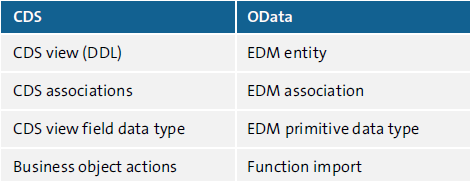 CDS OData
CDS view (DDL) EDM entity
CDS associations EDM association
CDS view field data type EDM primitive data type
Business object actions Function import